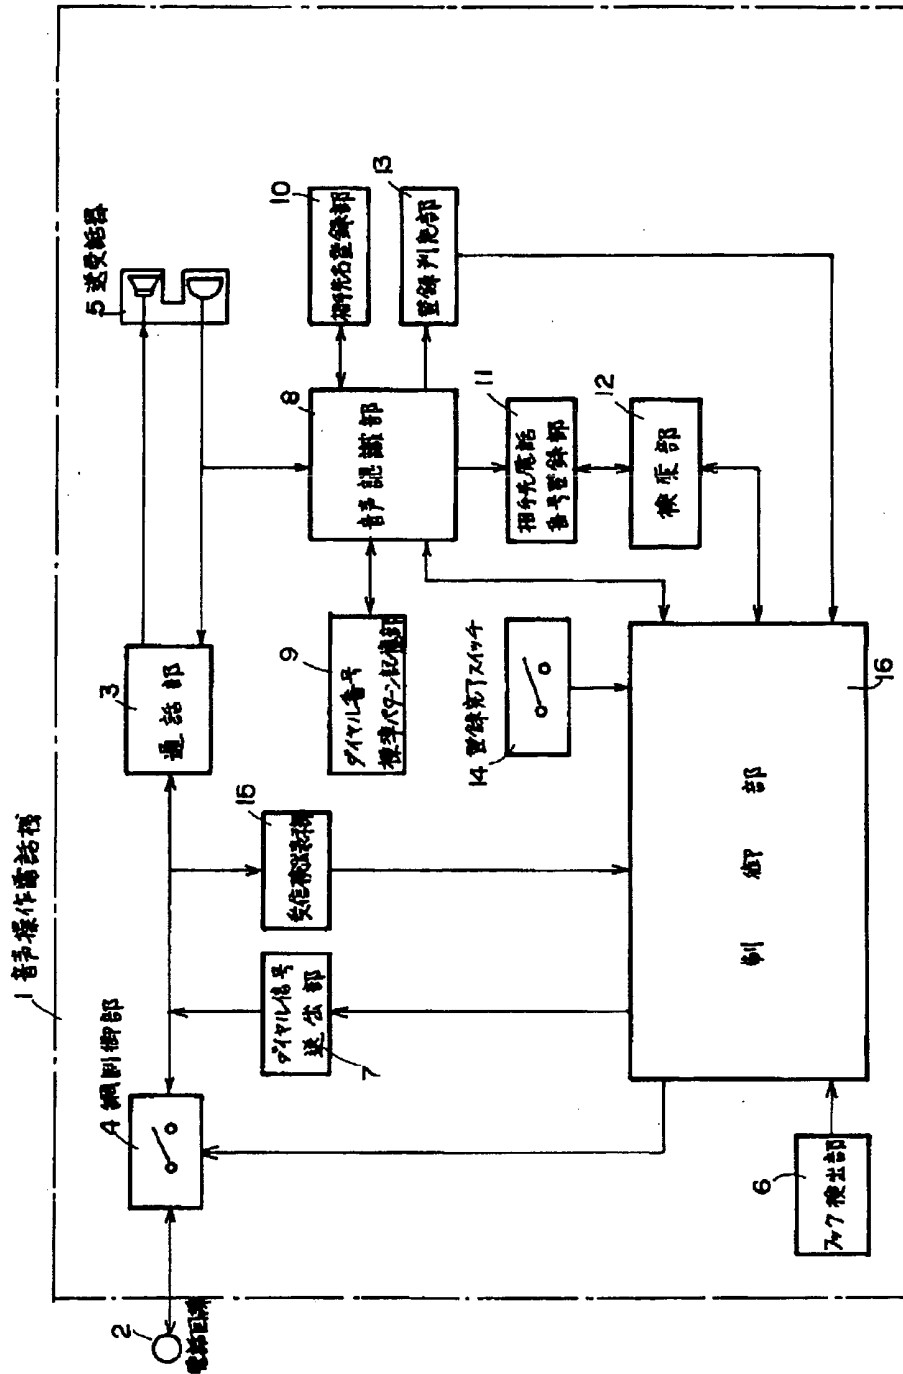 1 音声操作電話機
2
電話回線
4 網制御部
3
通話部
5 送受話器
ダイヤル信号
送出部
7
15
受信検出部
9
ダイヤル番号
標準パターン記憶部
8
音声認識部
10
相手先名登録部
13
登録判定部
11
相手先電話
番号登録部
12
検索部
14 登録完了スイッチ
6
フック検出部
制御部
16